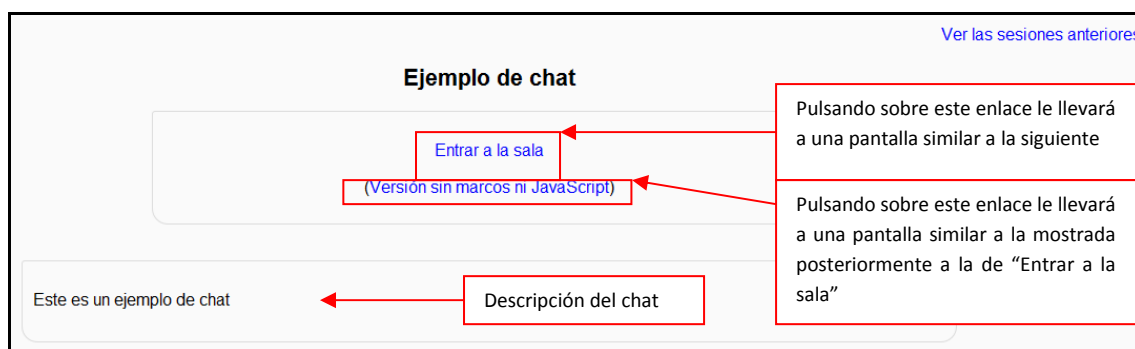 Ver las sesiones anteriores
Ejemplo de chat
Entrar a la sala
(Versión sin marcos ni JavaScript)
Pulsando sobre este enlace le llevará
a una pantalla similar a la siguiente
Pulsando sobre este enlace le llevará
a una pantalla similar a la mostrada
posteriormente a la de “Entrar a la
sala”
Este es un ejemplo de chat
Descripción del chat